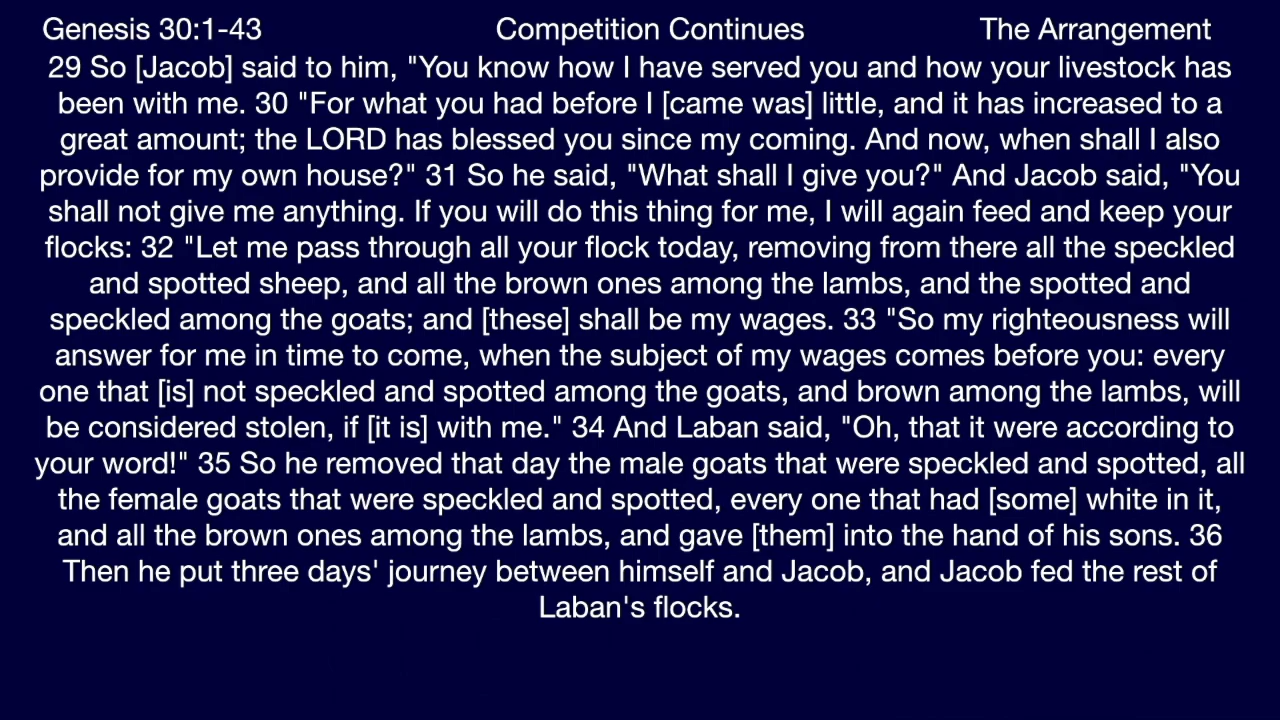 Genesis 30:1-43 Competition Continues The Arrangement
29 So [Jacob] said to him, "You know how I have served you and how your livestock has
been with me. 30 "For what you had before I [came was] little, and it has increased to a
great amount; the LORD has blessed you since my coming. And now, when shall I also
provide for my own house?" 31 So he said, "What shall I give you?" And Jacob said, "You
shall not give me anything. If you will do this thing for me, I will again feed and keep your
flocks: 32 "Let me pass through all your flock today, removing from there all the speckled
and spotted sheep, and all the brown ones among the lambs, and the spotted and
speckled among the goats; and [these] shall be my wages. 33 "So my righteousness will
answer for me in time to come, when the subject of my wages comes before you: every
one that [is] not speckled and spotted among the goats, and brown among the lambs, will
be considered stolen, if [it is] with me." 34 And Laban said, "Oh, that it were according to
your word!" 35 So he removed that day the male goats that were speckled and spotted, all
the female goats that were speckled and spotted, every one that had [some] white in it,
and all the brown ones among the lambs, and gave [them] into the hand of his sons. 36
Then he put three days' journey between himself and Jacob, and Jacob fed the rest of
Laban's flocks.